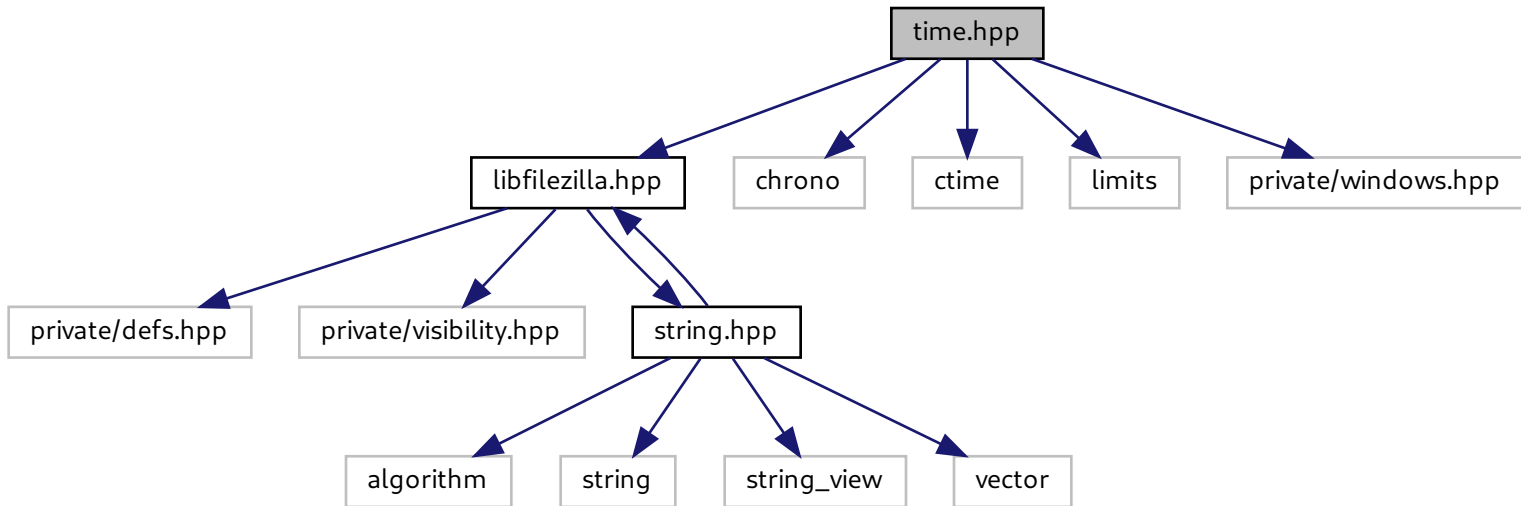 time.hpp
libfilezilla.hpp
chrono
ctime
limits
private/windows.hpp
private/defs.hpp
private/visibility.hpp
string.hpp
algorithm
string
string_view
vector